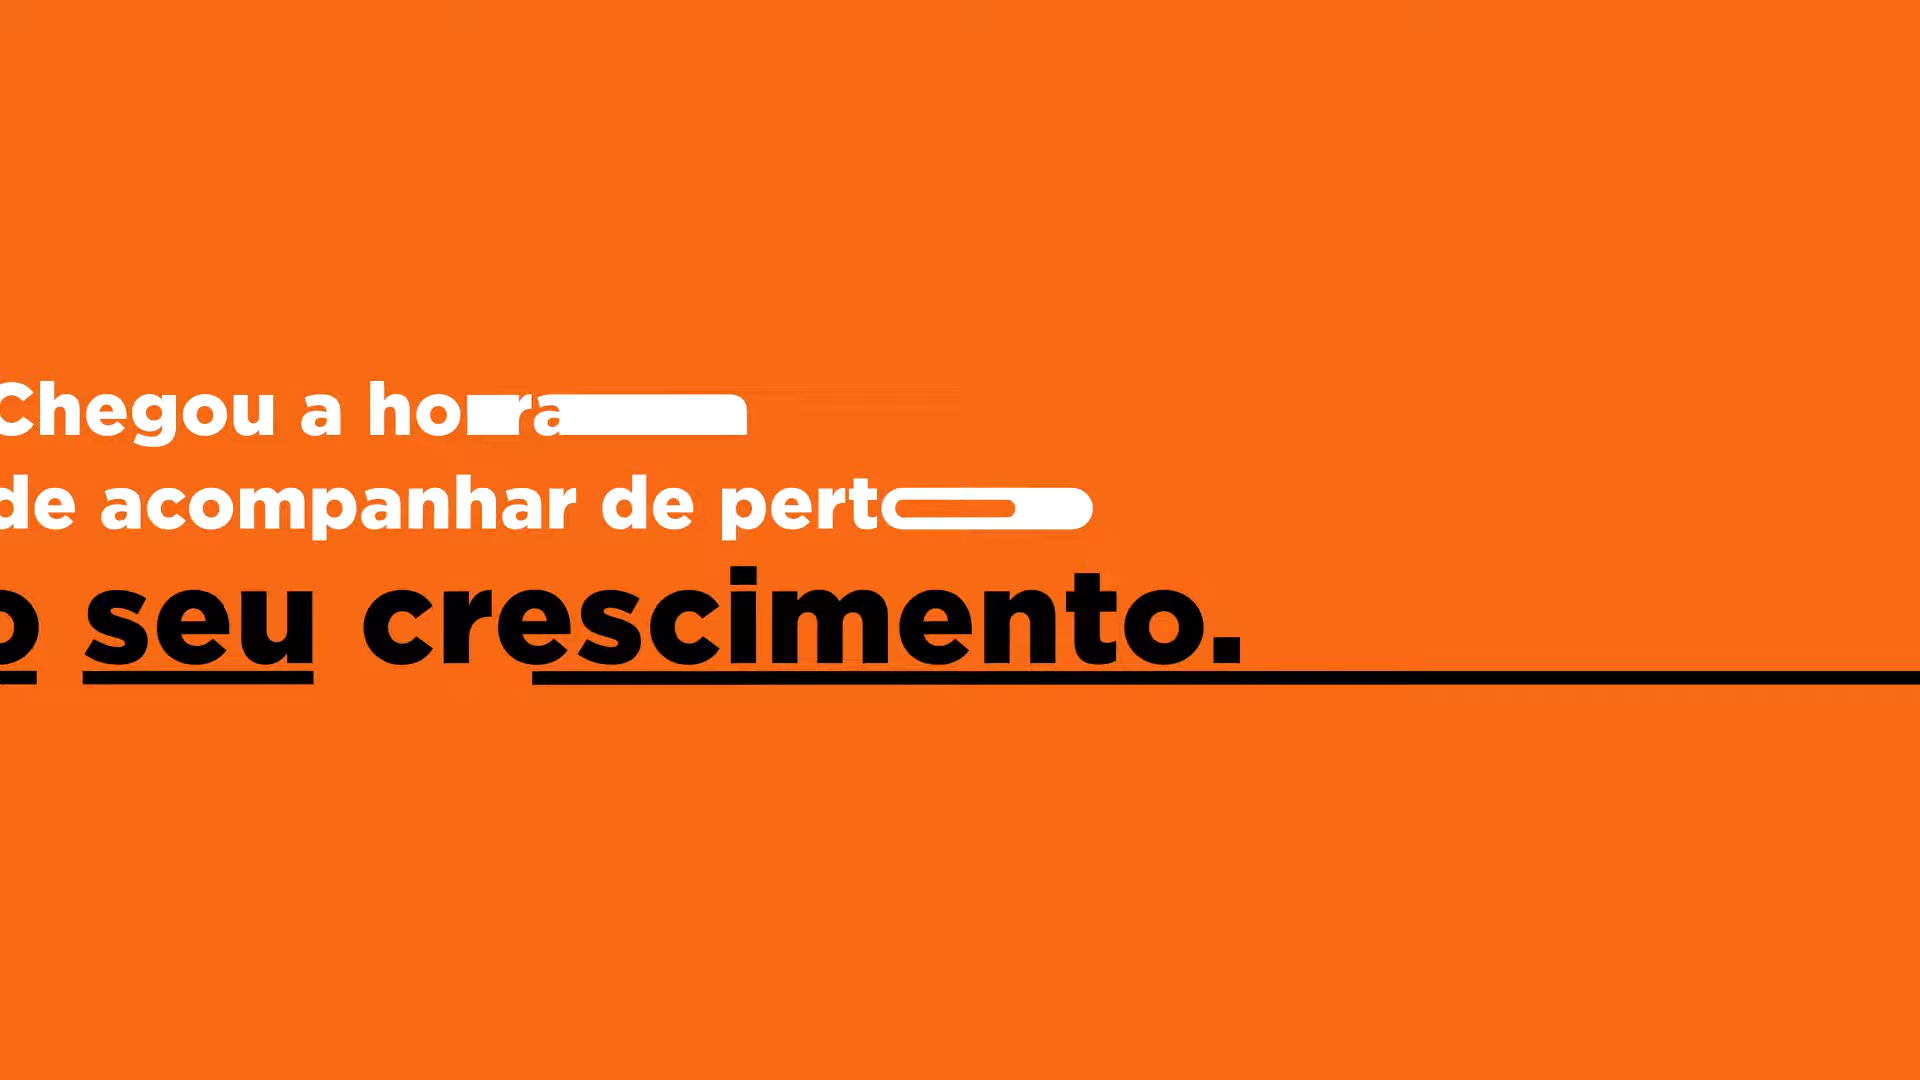 Chegou a hora
de acompanhar de perto
o seu crescimento.